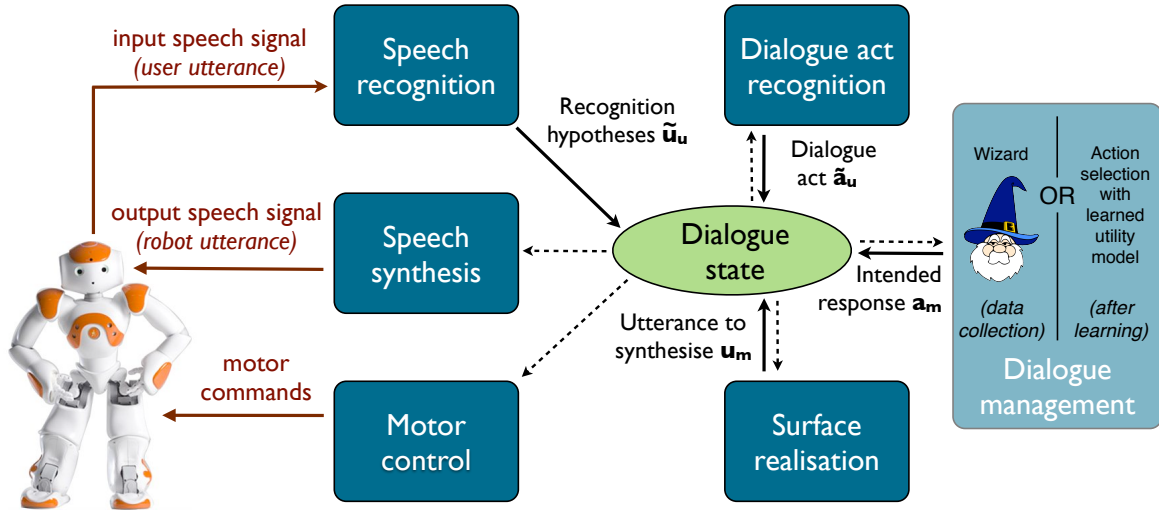 input speech signal
(user utterance)
Speech
recognition
Recognition
hypotheses ũu
Dialogue act
recognition
Dialogue
act ãu
output speech signal
(robot utterance)
Speech
synthesis
Dialogue
state
Wizard
OR
Action
selection
with
learned
utility
model
(data
collection)
(after
learning)
Dialogue
management
Intended
response am
Utterance to
synthesise um
motor
commands
Motor
control
Surface
realisation